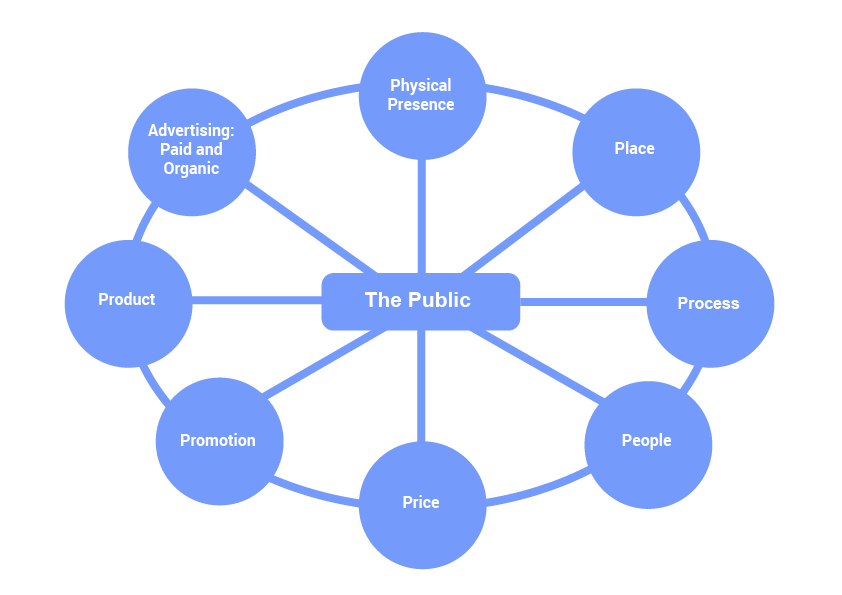 Physical
Presence
Advertising:
Paid and
Organic
Place
Product
The Public
Process
Promotion
People
Price